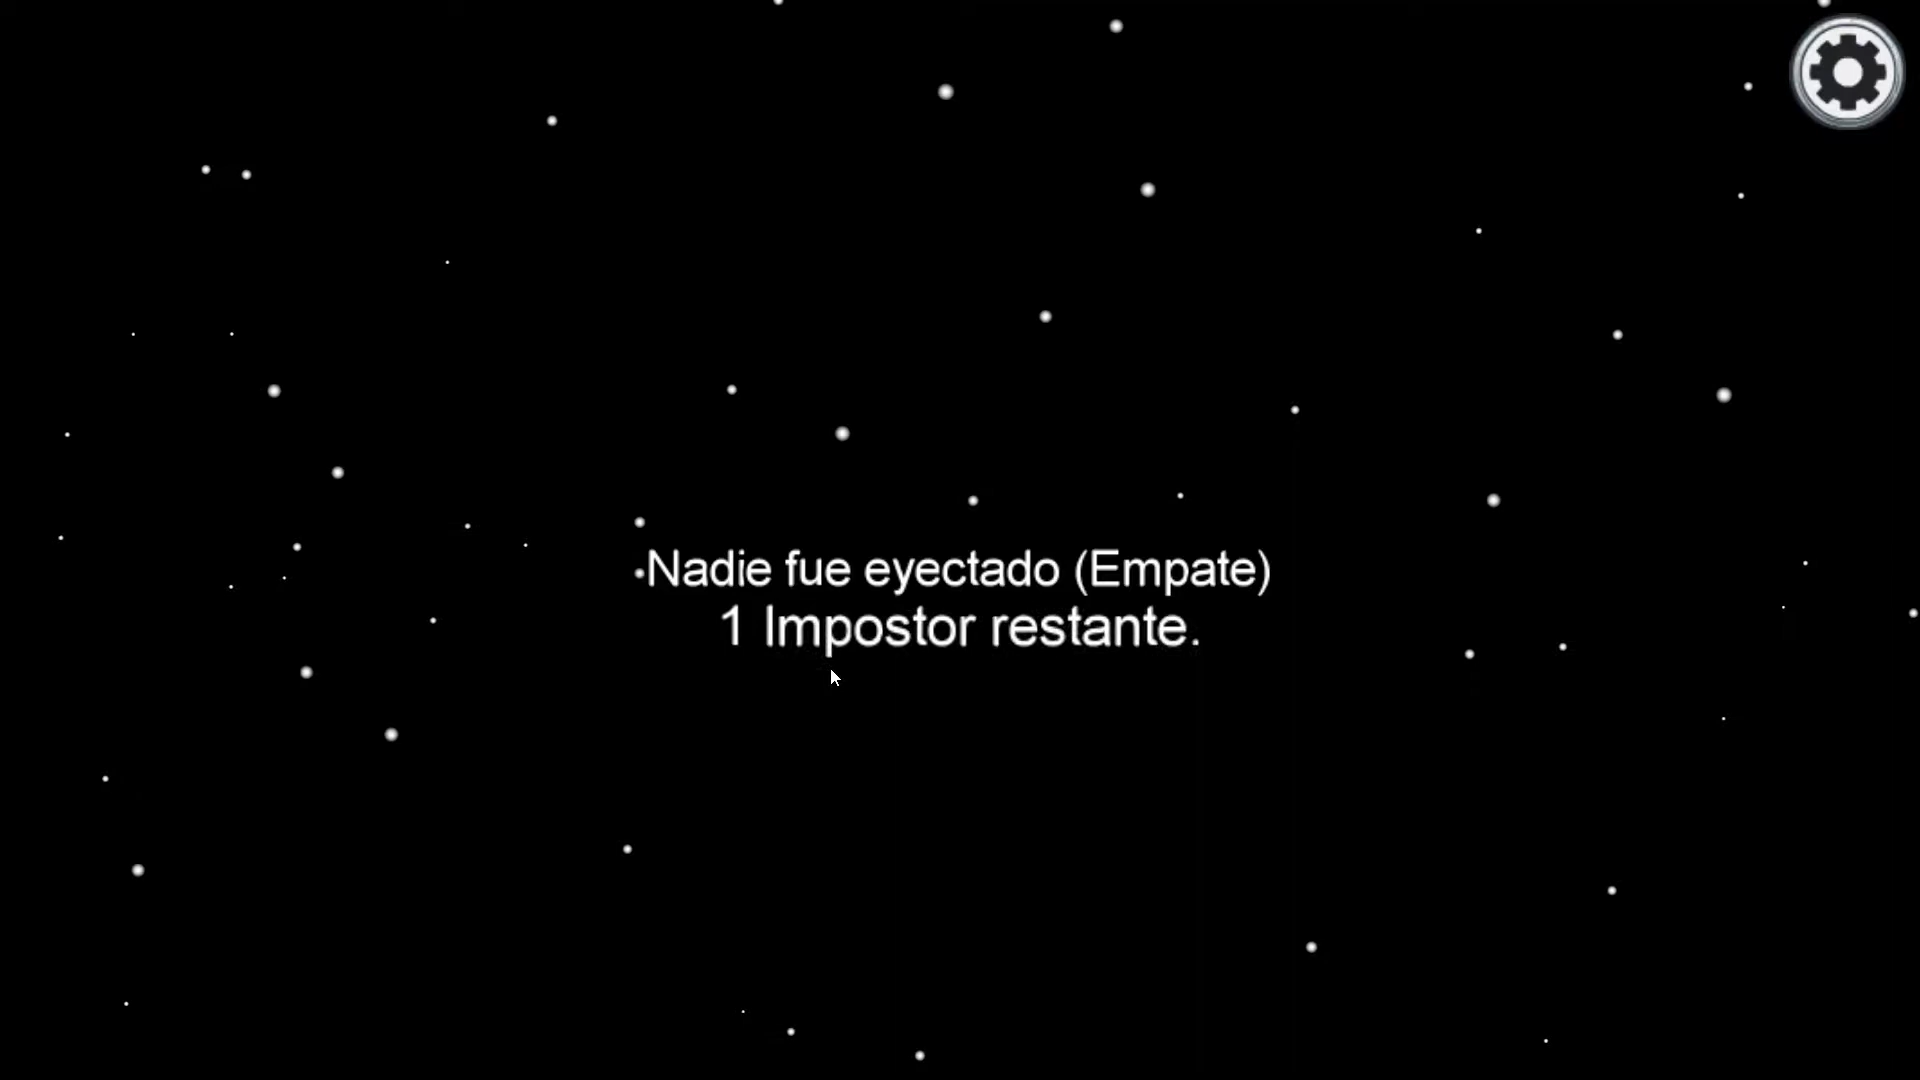 Nadie fue eyectado (Empate)
1 Impostor restante.